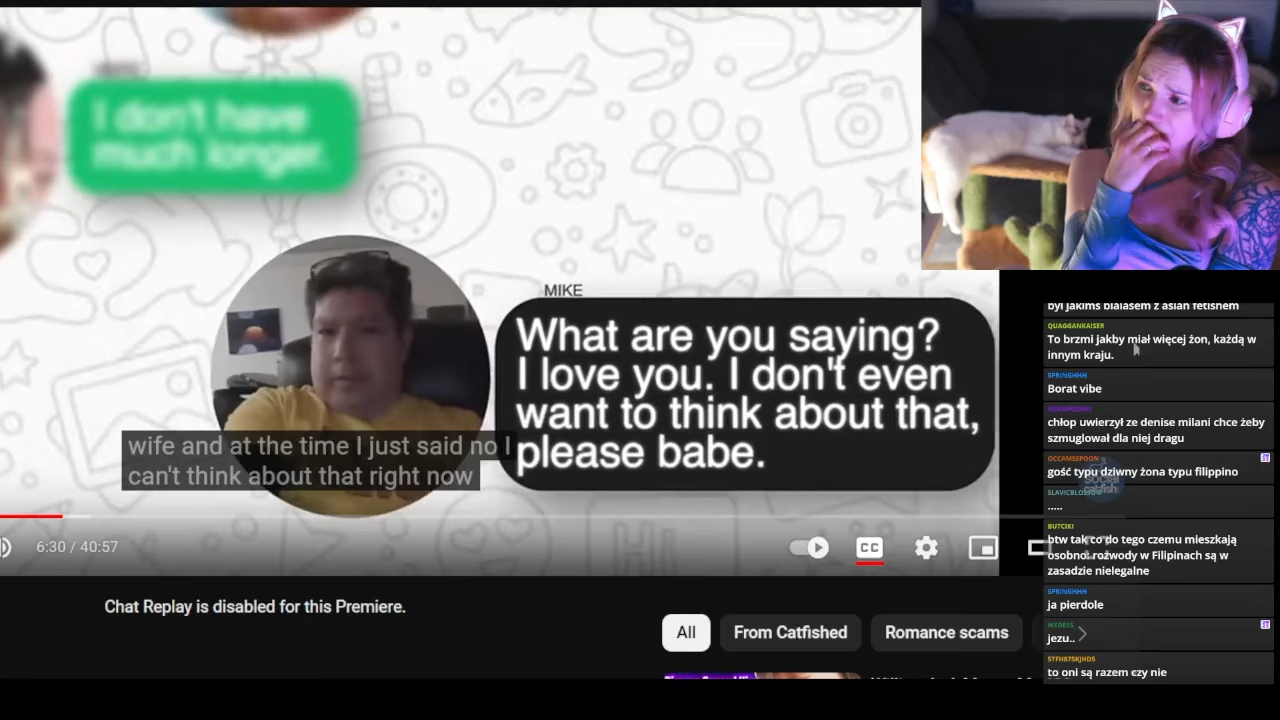 I don't have
much longer.
MIKE
What are you saying?
I love you. I don't even
want to think about that,
please babe.
wife and at the time I just said no I
can't think about that right now
6:30 / 40:57
CC
Chat Replay is disabled for this Premiere.
All
From Catfished
Romance scams
Hi
social
catfish
był jakimś białasem z asian fetishem
QUAGGANKAISER
To brzmi jakby miał więcej żon, każdą w
innym kraju.
SPRINGHHH
Borat vibe
chłop uwierzył ze denise milani chce żeby
szmuglował dla niej dragu
OCCAMSSPOON
gość typu dziwny żona typu filippino
SLAVICBLOSSOM
.....
BUTCIKI
btw tak co do tego czemu mieszkają
osobno: rozwody w Filipinach są w
zasadzie nielegalne
SPRINGHHH
ja pierdole
WEDESS
jezu..
STFH875KJHDS
to oni są razem czy nie